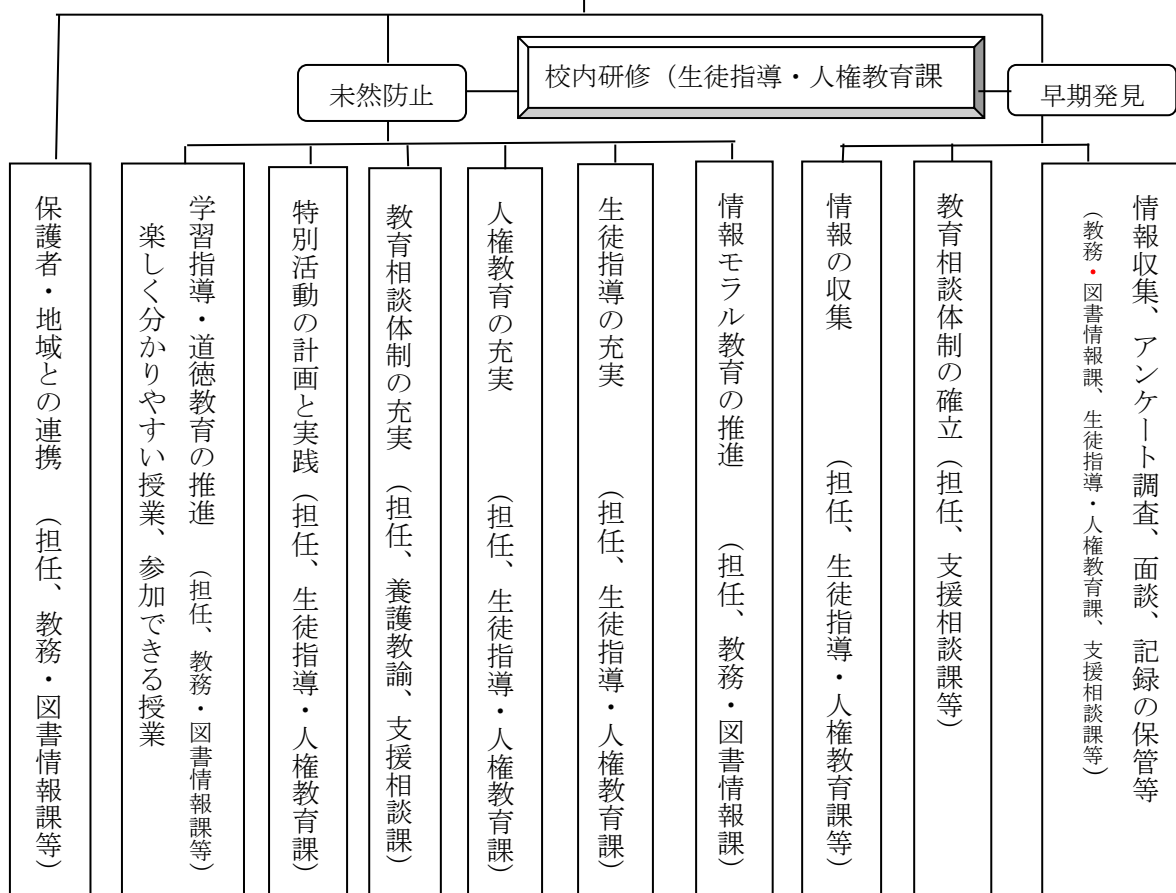 校内研修（生徒指導・人権教育課
未然防止
早期発見
保護者・地域との連携　（担任、教務・図書情報課等）
学習指導・道徳教育の推進　（担任、教務・図書情報課等）
楽しく分かりやすい授業、参加できる授業
特別活動の計画と実践（担任、生徒指導・人権教育課）
教育相談体制の充実　（担任、養護教諭、支援相談課）
人権教育の充実　（担任、生徒指導・人権教育課）
生徒指導の充実　（担任、生徒指導・人権教育課）
情報モラル教育の推進　（担任、教務・図書情報課）
情報の収集　（担任、生徒指導・人権教育課等）
教育相談体制の確立（担任、支援相談課等）
情報収集、アンケート調査、面談、記録の保管等
（教務・図書情報課、生徒指導・人権教育課、支援相談課等）